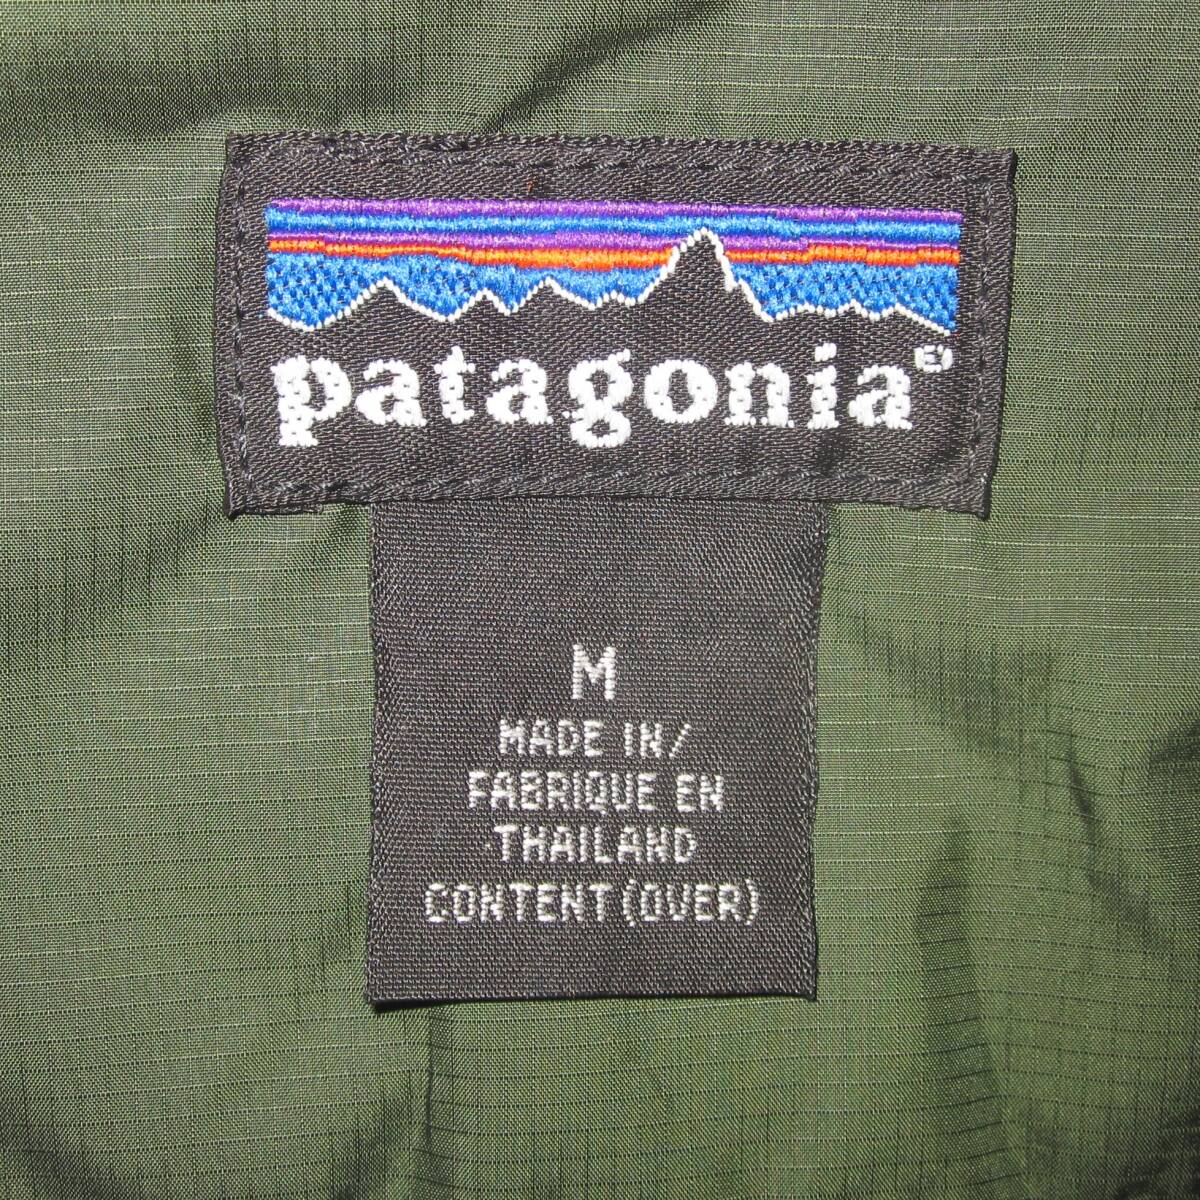 patagonia®
M
MADE IN/
FABRIQUE EN
THAILAND
CONTENT (OVER)